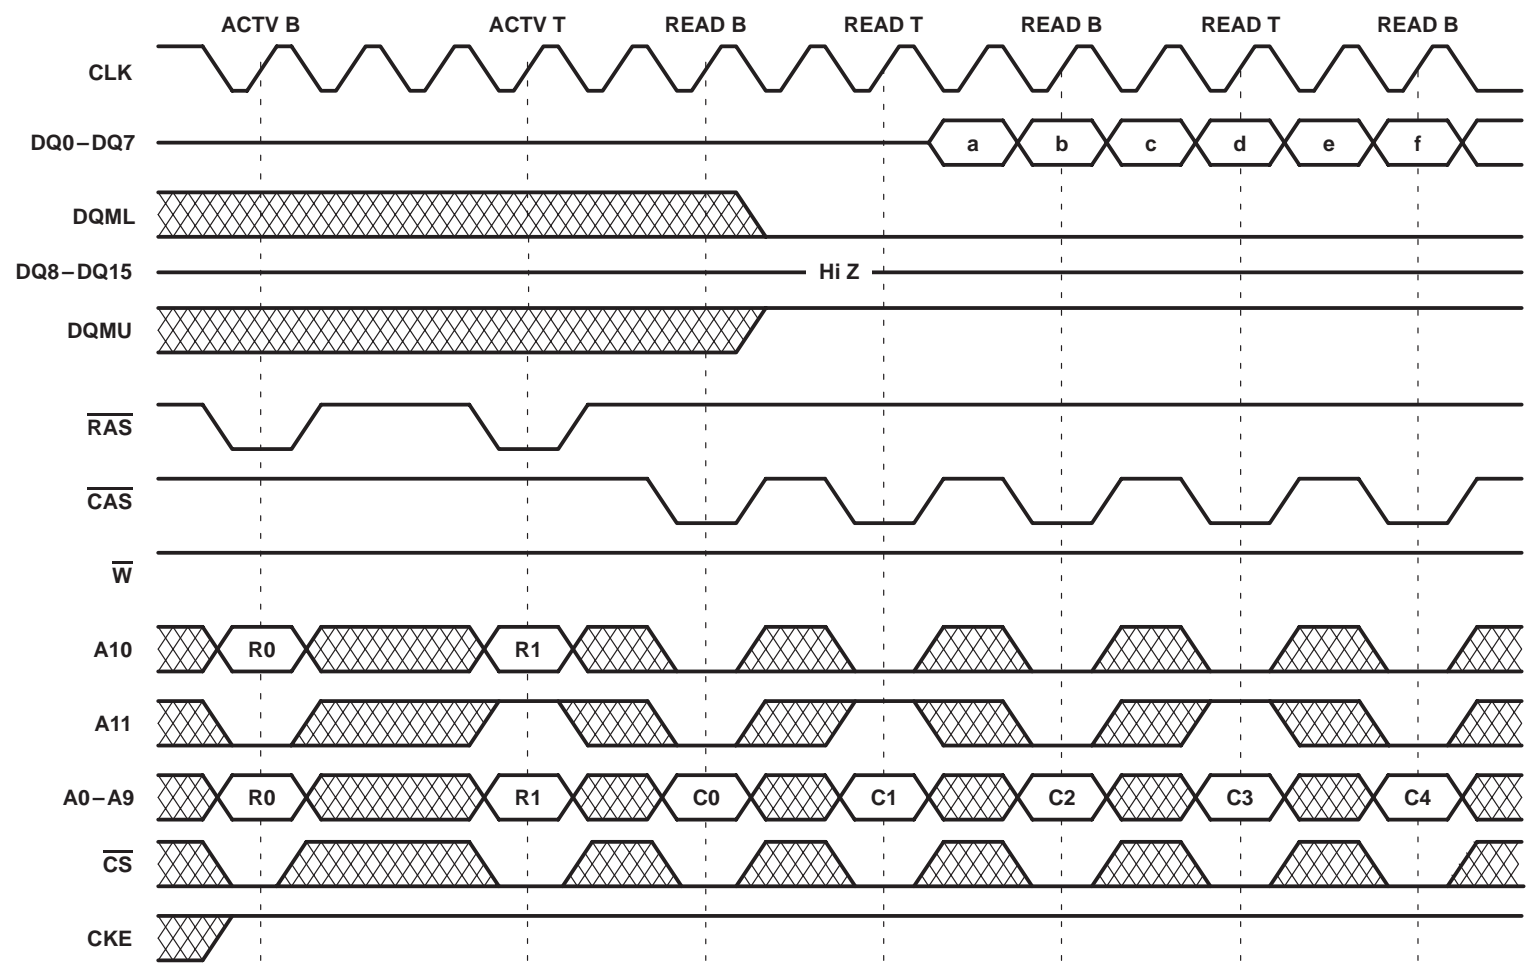 ACTV B ACTV T READ B READ T READ B READ T READ B
CLK
DQ0–DQ7 a b c d e f
DQML
DQ8–DQ15 Hi Z
DQMU
RAS
CAS
W
A10 R0 R1
A11
A0–A9 R0 R1 C0 C1 C2 C3 C4
CS
CKE